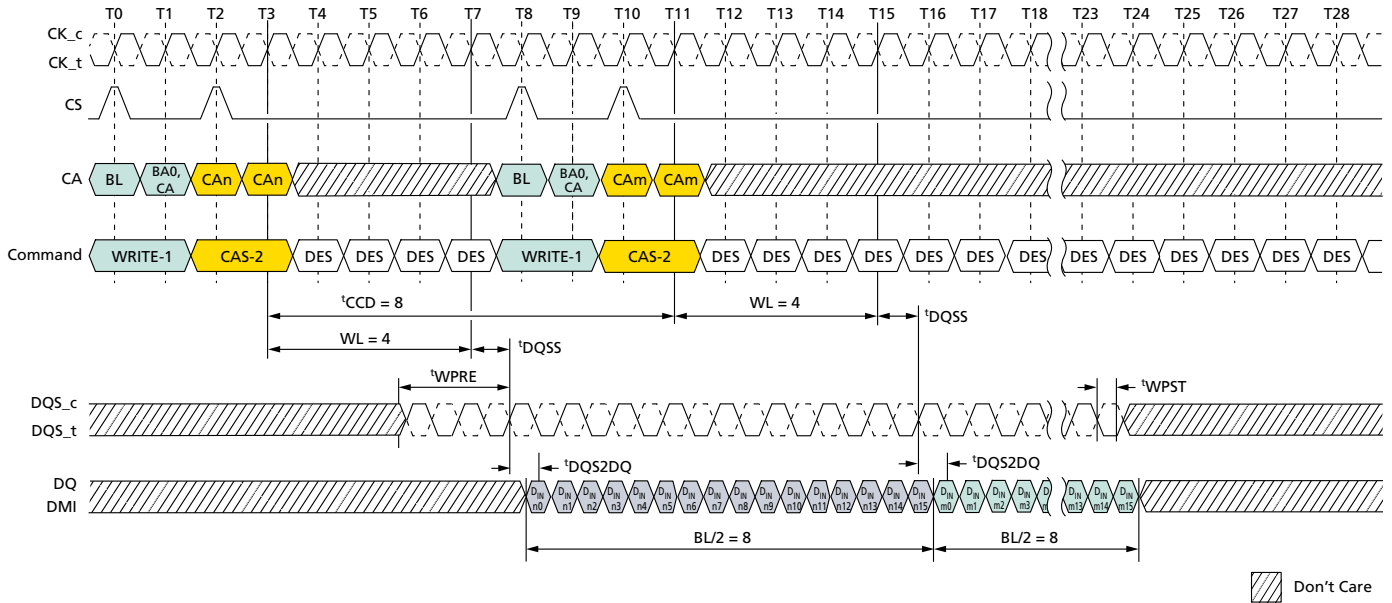 T0 T1 T2 T3 T4 T5 T6 T7 T8 T9 T10 T11 T12 T13 T14 T15 T16 T17 T18 T23 T24 T25 T26 T27 T28
CK_c
CK_t
CS
CA BL BA0, CA CAn CAn BL BA0, CA CAm CAm
Command WRITE-1 CAS-2 DES DES DES DES WRITE-1 CAS-2 DES DES DES DES DES DES DES DES DES DES DES DES DES
tCCD = 8 WL = 4 tDQSS
WL = 4 tDQSS
tWPRE tWPST
DQS_c
DQS_t
tDQS2DQ tDQS2DQ
DQ DIN DIN DIN DIN DIN DIN DIN DIN DIN DIN DIN DIN DIN DIN DIN DIN DIN DIN DIN DIN DIN DIN DIN
DMI n0 n1 n2 n3 n4 n5 n6 n7 n8 n9 n10 n11 n12 n13 n14 n15 m0 m1 m2 m3 m13 m14 m15
BL/2 = 8 BL/2 = 8
Don't Care